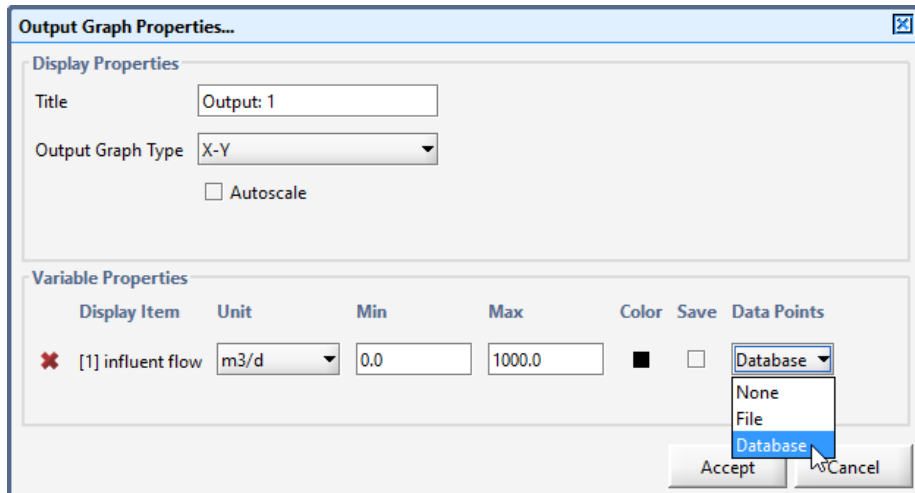 Output Graph Properties...
Display Properties
Title Output: 1
Output Graph Type X-Y
Autoscale
Variable Properties
Display Item Unit Min Max Color Save Data Points
[1] influent flow m3/d 0.0 1000.0 Database
None
File
Database
Accept Cancel